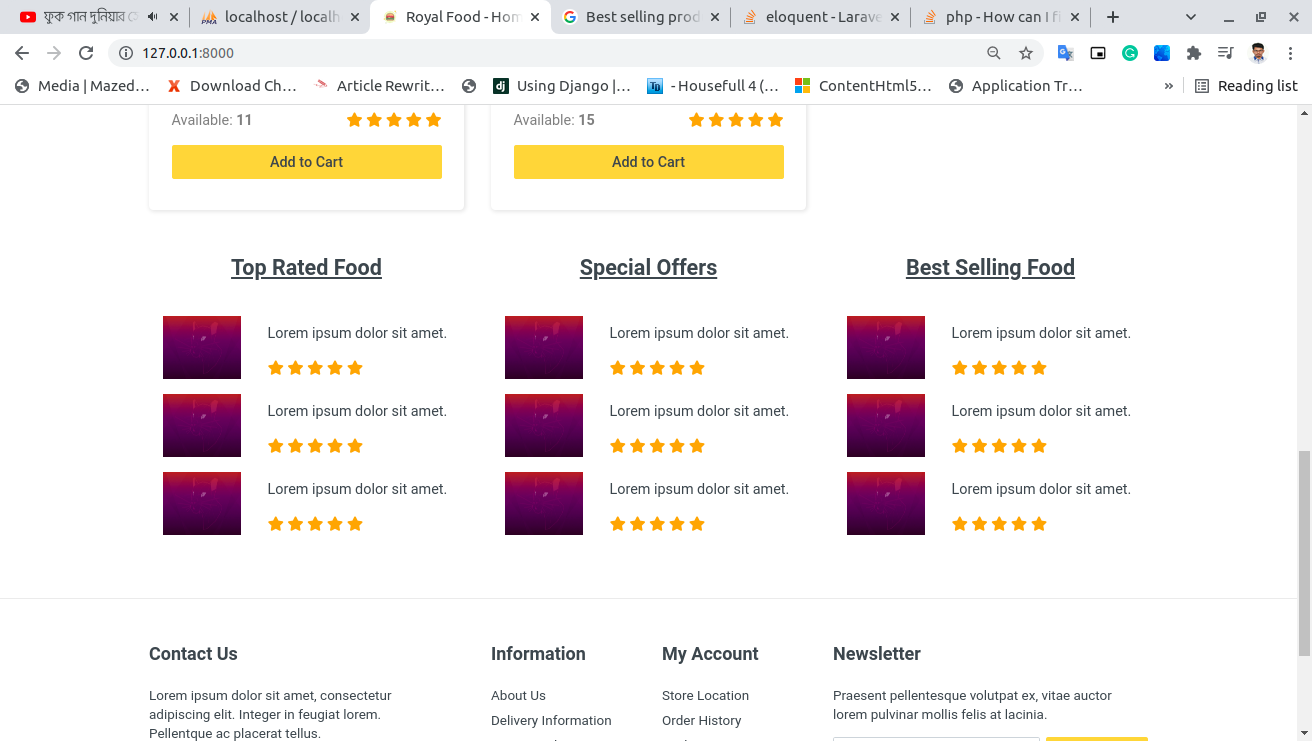 ফুক গান দুনিয়ার
localhost / localh
Royal Food - Hom
Best selling prod
eloquent - Larave
php - How can I fi
127.0.0.1:8000
Media | Mazed…
Download Ch…
Article Rewrit…
Using Django |…
- Housefull 4 (…
ContentHtml5…
Application Tr…
»
Reading list
Available: 11
Available: 15
Add to Cart
Add to Cart
Top Rated Food
Special Offers
Best Selling Food
Lorem ipsum dolor sit amet.
Lorem ipsum dolor sit amet.
Lorem ipsum dolor sit amet.
Lorem ipsum dolor sit amet.
Lorem ipsum dolor sit amet.
Lorem ipsum dolor sit amet.
Lorem ipsum dolor sit amet.
Lorem ipsum dolor sit amet.
Lorem ipsum dolor sit amet.
Contact Us
Information
My Account
Newsletter
Lorem ipsum dolor sit amet, consectetur
adipiscing elit. Integer in feugiat lorem.
Pellentque ac placerat tellus.
About Us
Delivery Information
Store Location
Order History
Praesent pellentesque volutpat ex, vitae auctor
lorem pulvinar mollis felis at lacinia.